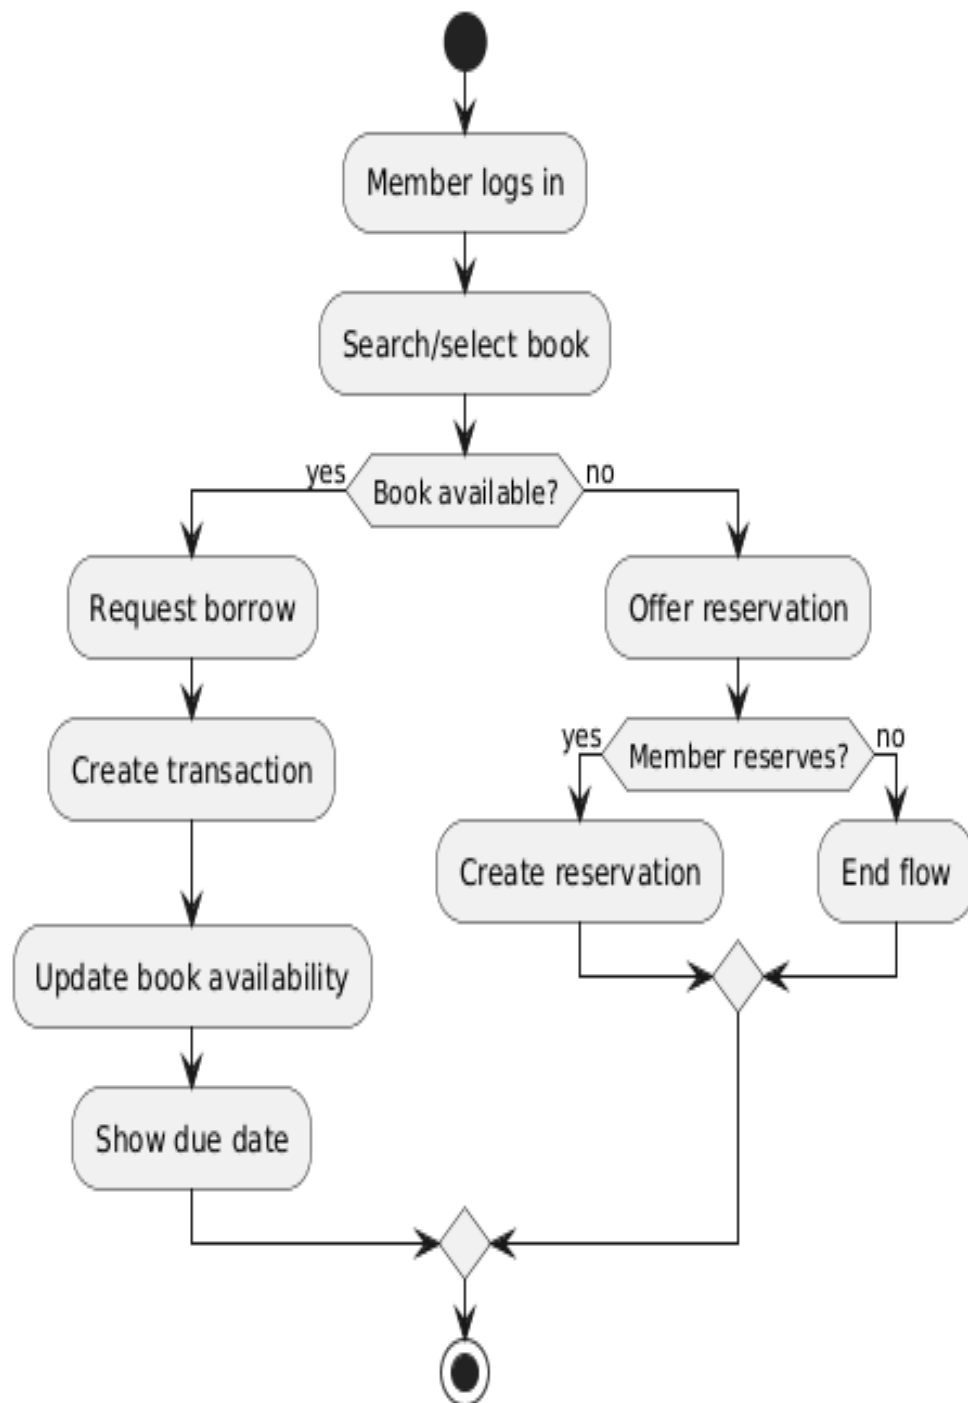 Member logs in
Search/select book
yes
Book available?
no
Request borrow
Offer reservation
Create transaction
yes
Member reserves?
no
Create reservation
End flow
Update book availability
Show due date